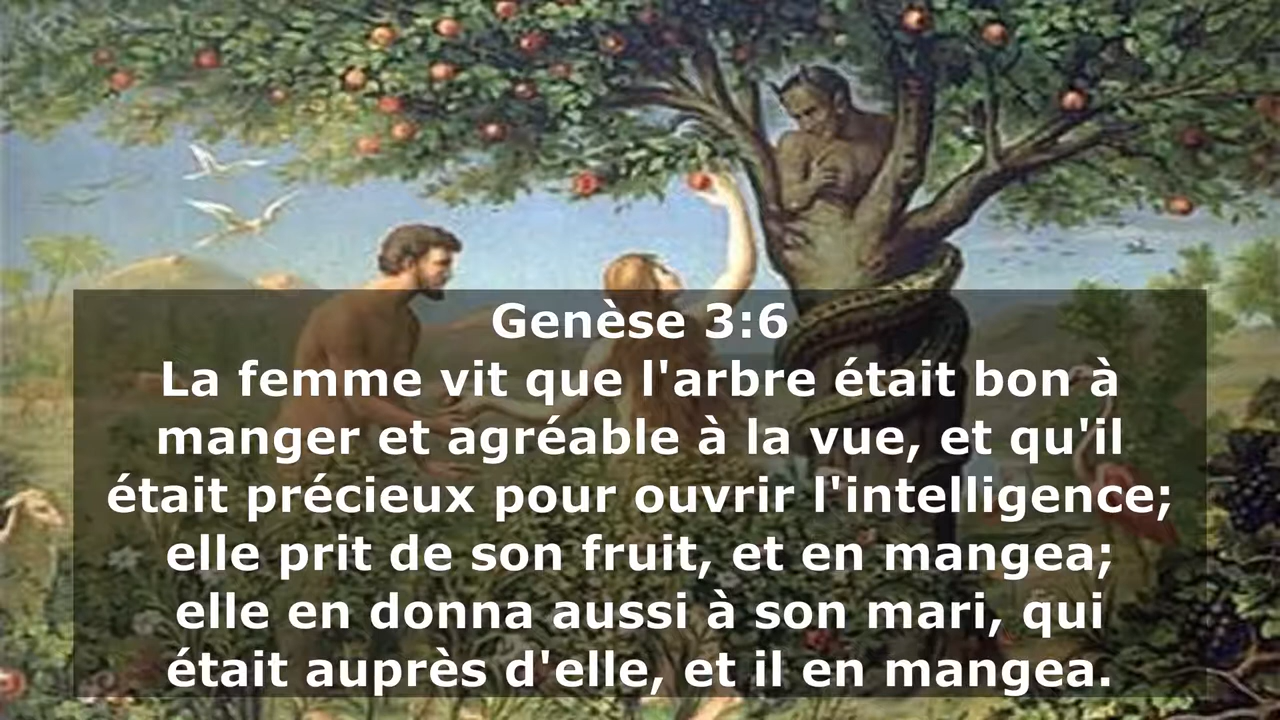 Genèse 3:6
La femme vit que l'arbre était bon à
manger et agréable à la vue, et qu'il
était précieux pour ouvrir l'intelligence;
elle prit de son fruit, et en mangea;
elle en donna aussi à son mari, qui
était auprès d'elle, et il en mangea.